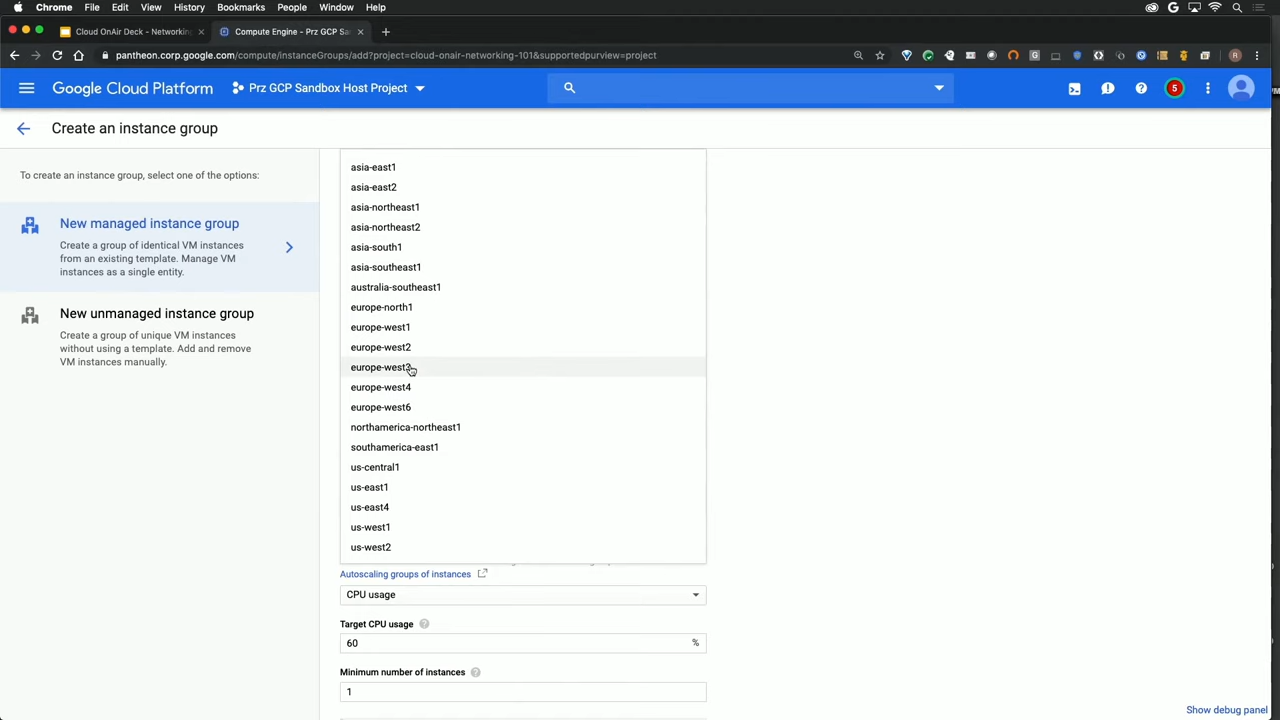 Chrome File Edit View History Bookmarks People Window Help
Cloud OnAir Deck - Networking
Compute Engine - Prz GCP San
pantheon.corp.google.com/compute/instanceGroups/add?project=cloud-onair-networking-101&supportedpurview=project
Google Cloud Platform
Prz GCP Sandbox Host Project
5
Create an instance group
To create an instance group, select one of the options:
New managed instance group
Create a group of identical VM instances
from an existing template. Manage VM
instances as a single entity.
New unmanaged instance group
Create a group of unique VM instances
without using a template. Add and remove
VM instances manually.
asia-east1
asia-east2
asia-northeast1
asia-northeast2
asia-south1
asia-southeast1
australia-southeast1
europe-north1
europe-west1
europe-west2
europe-west3
europe-west4
europe-west6
northamerica-northeast1
southamerica-east1
us-central1
us-east1
us-east4
us-west1
us-west2
Autoscaling groups of instances
CPU usage
Target CPU usage
60 %
Minimum number of instances
1
Show debug panel